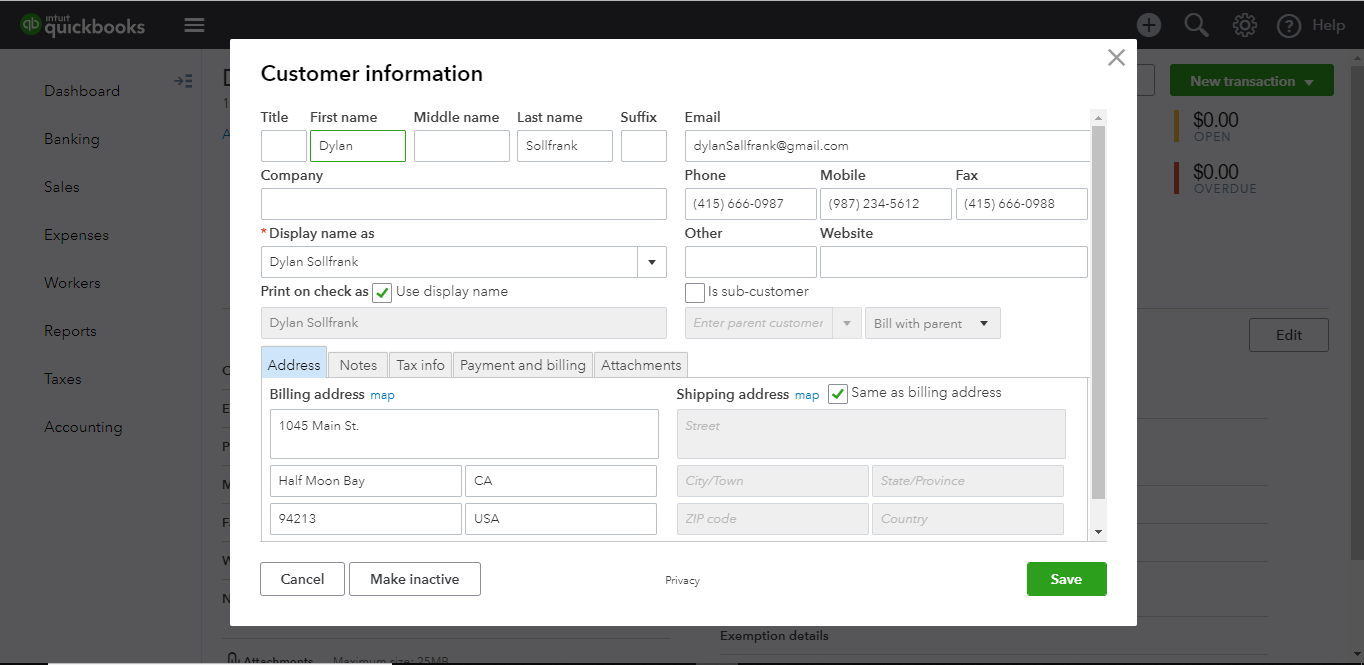 intuit
quickbooks
Help
Dashboard
Banking
Sales
Expenses
Workers
Reports
Taxes
Accounting
New transaction
$0.00
OPEN
$0.00
OVERDUE
Edit
Customer information
Title First name Middle name Last name Suffix Email
Dylan Sollfrank dylanSallfrank@gmail.com
Company Phone Mobile Fax
(415) 666-0987 (987) 234-5612 (415) 666-0988
*Display name as Other Website
Dylan Sollfrank
Print on check as Use display name Is sub-customer
Dylan Sollfrank Enter parent customer Bill with parent
Address Notes Tax info Payment and billing Attachments
Billing address map Shipping address map Same as billing address
1045 Main St. Street
Half Moon Bay CA City/Town State/Province
94213 USA ZIP code Country
Cancel Make inactive Privacy Save
Exemption details
Attachments Maximum size: 25MB